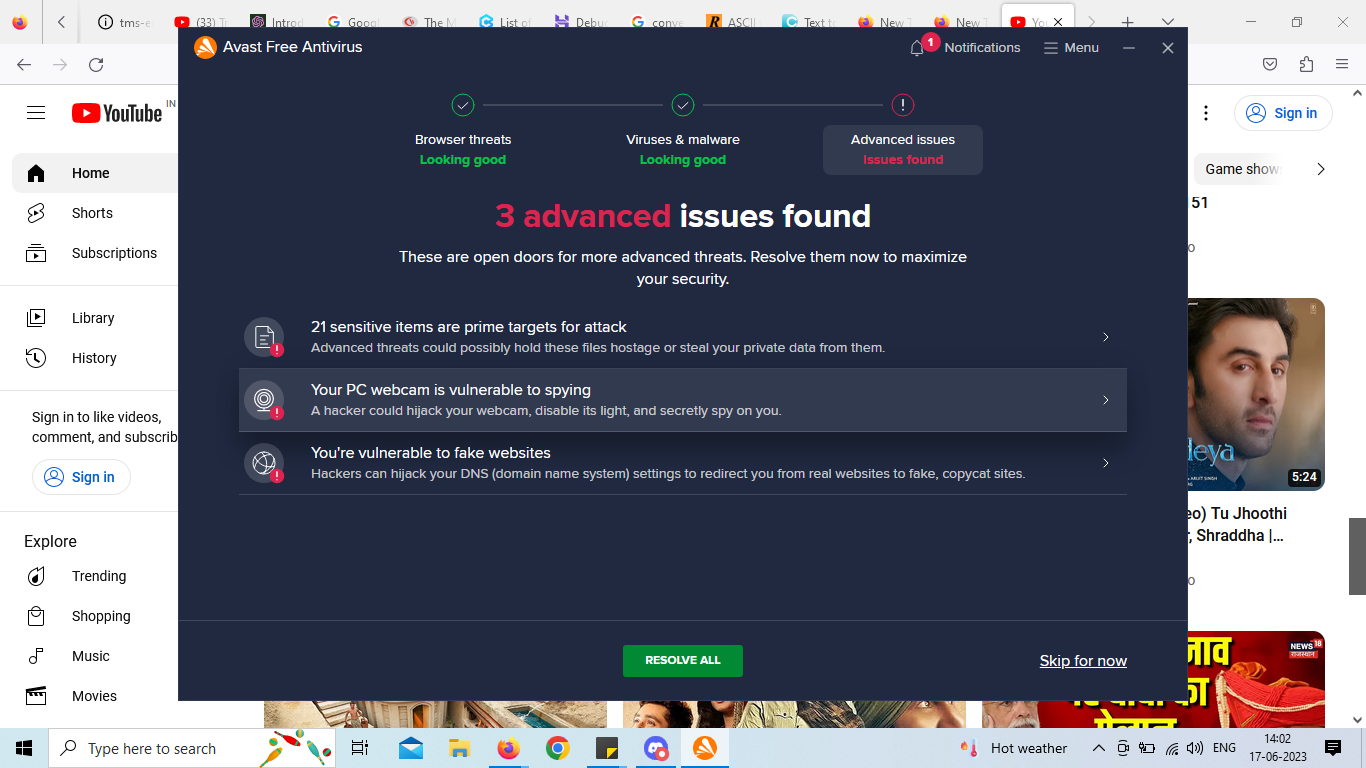 tms-e
(33) T
Introd
Goog
The M
List of
Debu
conve
ASCII
Text to
New T
New T
Yo
Avast Free Antivirus
1
Notifications
Menu
YouTube IN
Sign in
Browser threats
Looking good
Viruses & malware
Looking good
Advanced issues
Issues found
Home
Shorts
Subscriptions
Library
History
Sign in to like videos,
comment, and subscrib
Sign in
Explore
Trending
Shopping
Music
Movies
3 advanced issues found
These are open doors for more advanced threats. Resolve them now to maximize
your security.
21 sensitive items are prime targets for attack
Advanced threats could possibly hold these files hostage or steal your private data from them.
Your PC webcam is vulnerable to spying
A hacker could hijack your webcam, disable its light, and secretly spy on you.
You're vulnerable to fake websites
Hackers can hijack your DNS (domain name system) settings to redirect you from real websites to fake, copycat sites.
RESOLVE ALL
Skip for now
Game show
151
o
deya
ARIJIT SINGH
5:24
eo) Tu Jhoothi
r, Shraddha |...
o
NEWS 18
राजस्थान
Type here to search
Hot weather
ENG
14:02
17-06-2023